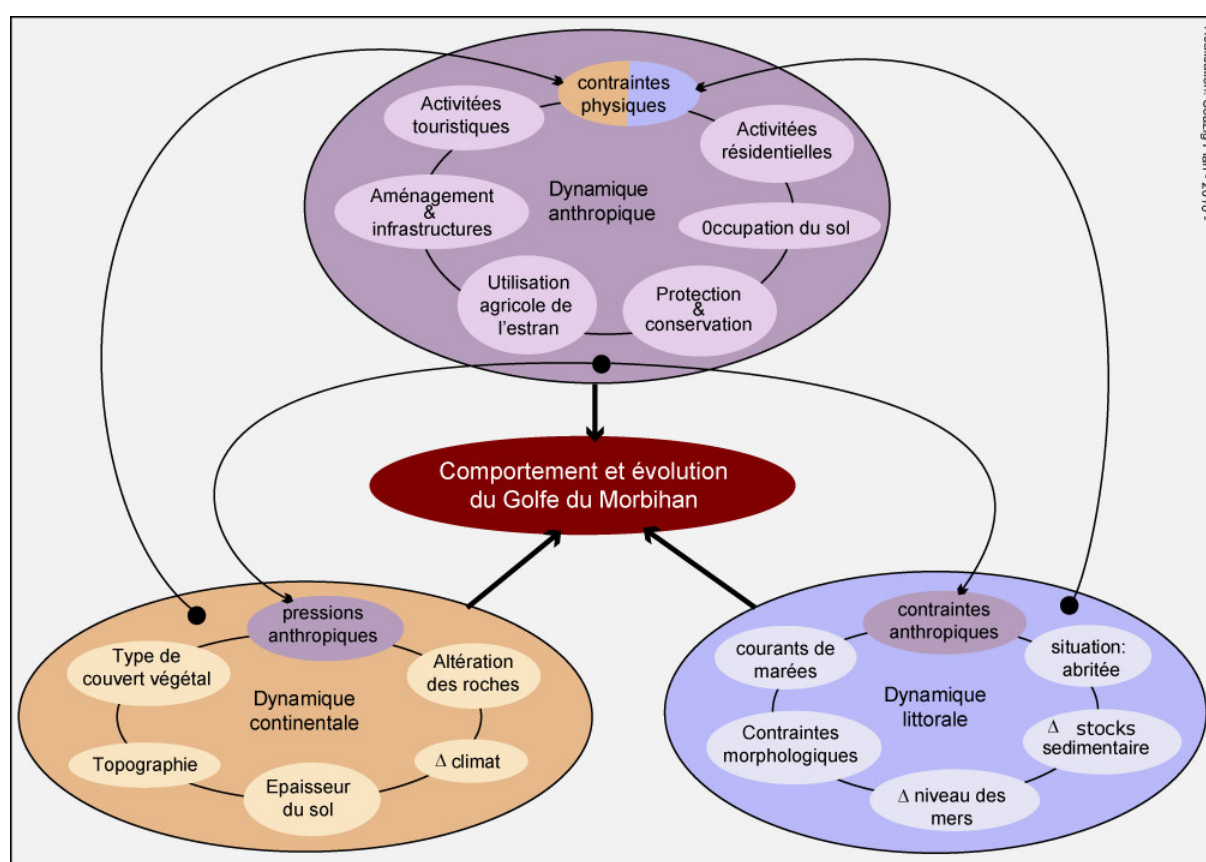 contraintes
physiques
Activitées
touristiques
Activitées
résidentielles
Aménagement
&
infrastructures
Dynamique
anthropique
0ccupation du sol
Utilisation
agricole de
l'estran
Protection
&
conservation
Comportement et évolution
du Golfe du Morbihan
pressions
anthropiques
Type de
couvert végétal
Altération
des roches
Dynamique
continentale
Topographie
Δ climat
Epaisseur
du sol
contraintes
anthropiques
courants de
marées
situation:
abritée
Dynamique
littorale
Contraintes
morphologiques
Δ stocks
sedimentaire
Δ niveau des
mers